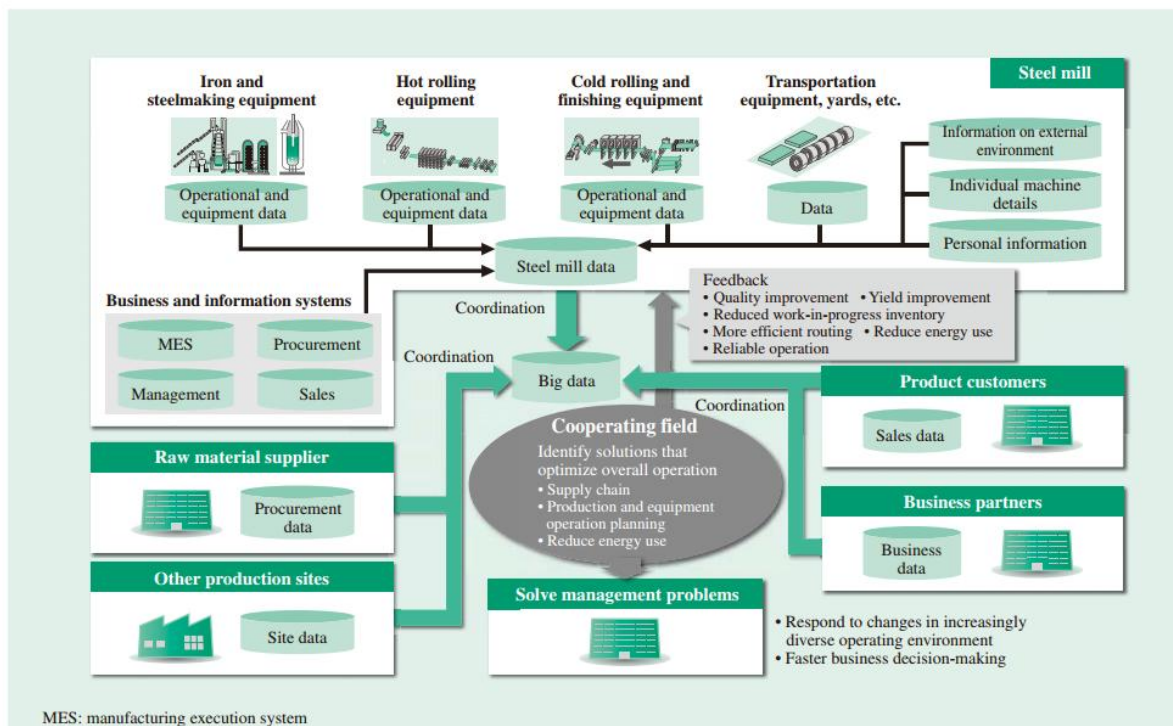 Steel mill
Iron and
steelmaking equipment
Hot rolling
equipment
Cold rolling and
finishing equipment
Transportation
equipment, yards, etc.
Operational and
equipment data
Operational and
equipment data
Operational and
equipment data
Data
Information on external
environment
Individual machine
details
Personal information
Steel mill data
Business and information systems
MES
Procurement
Management
Sales
Coordination
Feedback
• Quality improvement • Yield improvement
• Reduced work-in-progress inventory
• More efficient routing • Reduce energy use
• Reliable operation
Coordination
Big data
Coordination
Cooperating field
Identify solutions that
optimize overall operation
• Supply chain
• Production and equipment
operation planning
• Reduce energy use
Product customers
Sales data
Raw material supplier
Procurement
data
Business partners
Business
data
Other production sites
Site data
Solve management problems
• Respond to changes in increasingly
diverse operating environment
• Faster business decision-making
MES: manufacturing execution system